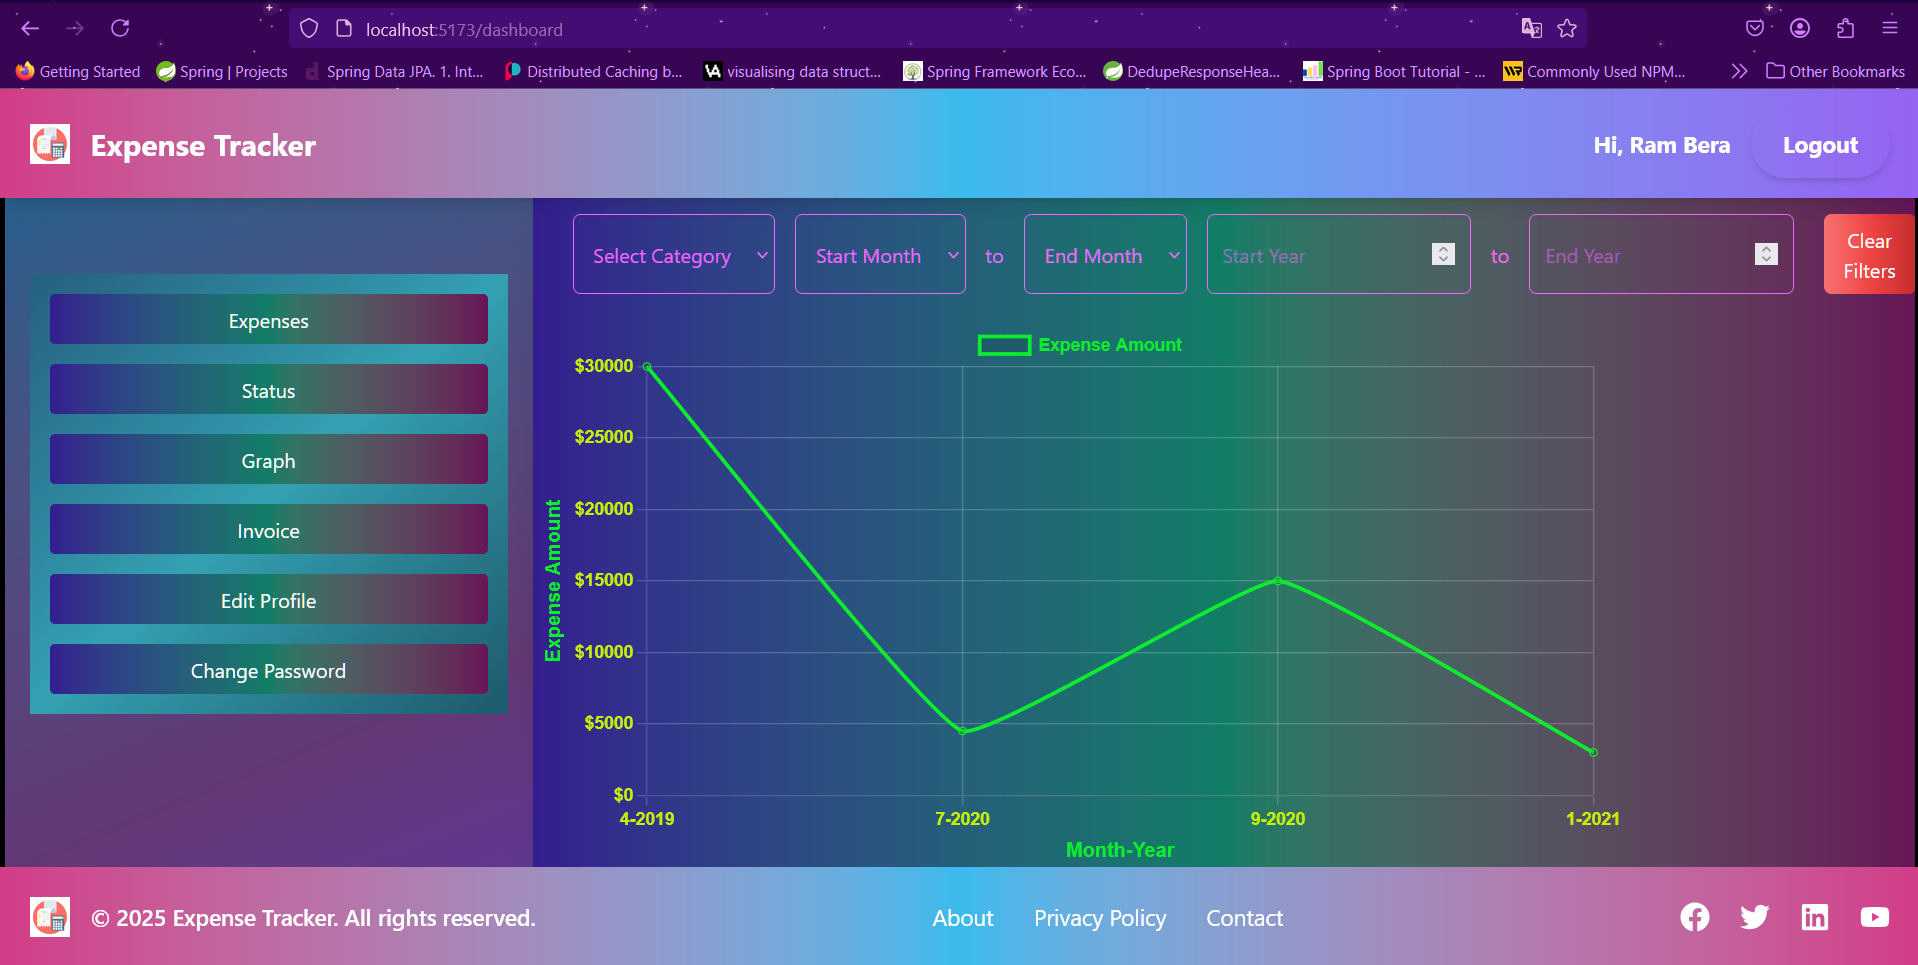 localhost:5173/dashboard
Getting Started
Spring | Projects
Spring Data JPA. 1. Int...
Distributed Caching b...
visualising data struct...
Spring Framework Eco...
DedupeResponseHea...
Spring Boot Tutorial - ...
Commonly Used NPM...
Other Bookmarks
Expense Tracker
Hi, Ram Bera
Logout
Expenses
Status
Graph
Invoice
Edit Profile
Change Password
Select Category
Start Month
to
End Month
Start Year
to
End Year
Clear
Filters
Expense Amount
$30000
$25000
$20000
$15000
$10000
$5000
$0
Expense Amount
4-2019
7-2020
9-2020
1-2021
Month-Year
© 2025 Expense Tracker. All rights reserved.
About
Privacy Policy
Contact